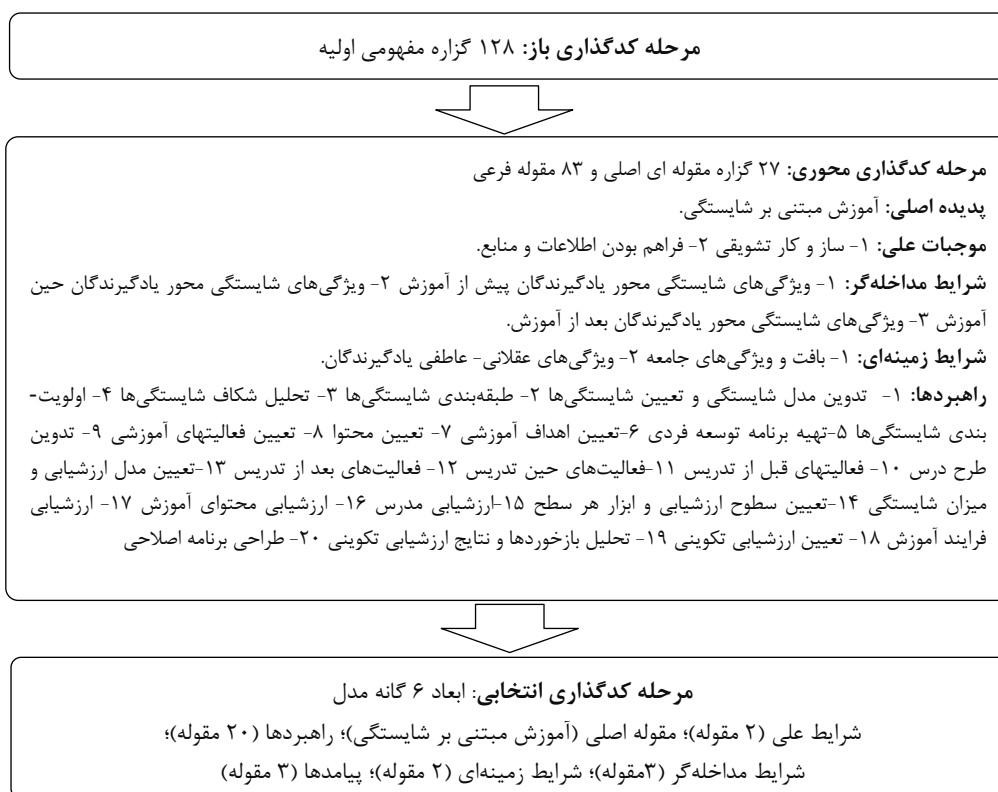 مرحله کدگذاری باز: ۱۲۸ گزاره مفهومی اولیه
مرحله کدگذاری محوری: ۲۷ گزاره مقوله ای اصلی و ۸۳ مقوله فرعی
پدیده اصلی: آموزش مبتنی بر شایستگی.
موجبات علی: ۱- ساز و کار تشویقی ۲- فراهم بودن اطلاعات و منابع.
شرایط مداخله‌گر: ۱- ویژگی‌های شایستگی محور یادگیرندگان پیش از آموزش ۲- ویژگی‌های شایستگی محور یادگیرندگان حین
آموزش ۳- ویژگی‌های شایستگی محور یادگیرندگان بعد از آموزش.
شرایط زمینه‌ای: ۱- بافت و ویژگی‌های جامعه ۲- ویژگی‌های عقلانی- عاطفی یادگیرندگان.
راهبردها: ۱- تدوین مدل شایستگی و تعیین شایستگی‌ها ۲- طبقه‌بندی شایستگی‌ها ۳- تحلیل شکاف شایستگی‌ها ۴- اولویت-
بندی شایستگی‌ها ۵-تهیه برنامه توسعه فردی ۶-تعیین اهداف آموزشی ۷- تعیین محتوا ۸- تعیین فعالیتهای آموزشی ۹- تدوین
طرح درس ۱۰- فعالیتهای قبل از تدریس ۱۱-فعالیت‌های حین تدریس ۱۲- فعالیت‌های بعد از تدریس ۱۳-تعیین مدل ارزشیابی و
میزان شایستگی ۱۴-تعیین سطوح ارزشیابی و ابزار هر سطح ۱۵-ارزشیابی مدرس ۱۶- ارزشیابی محتوای آموزش ۱۷- ارزشیابی
فرایند آموزش ۱۸- تعیین ارزشیابی تکوینی ۱۹- تحلیل بازخوردها و نتایج ارزشیابی تکوینی ۲۰- طراحی برنامه اصلاحی
مرحله کدگذاری انتخابی: ابعاد ۶ گانه مدل
شرایط علی (۲ مقوله)؛ مقوله اصلی (آموزش مبتنی بر شایستگی)؛ راهبردها (۲۰ مقوله)؛
شرایط مداخله‌گر (۳مقوله)؛ شرایط زمینه‌ای (۲ مقوله)؛ پیامدها (۳ مقوله)